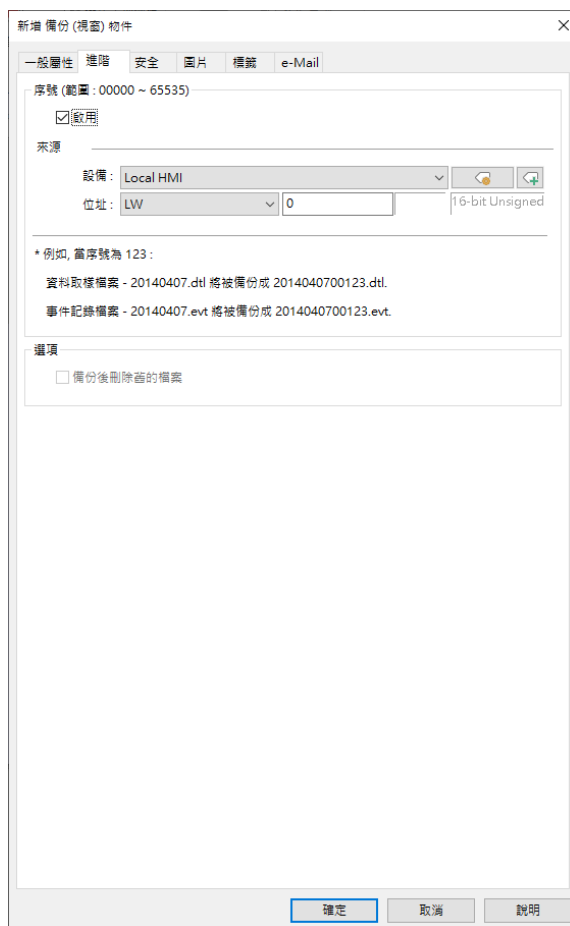 新增 備份 (視窗) 物件
一般屬性 進階 安全 圖片 標籤 e-Mail
序號 (範圍 : 00000 ~ 65535)
啟用
來源
設備 : Local HMI
位址 : LW 0 16-bit Unsigned
* 例如, 當序號為 123 :
資料取樣檔案 - 20140407.dtl 將被備份成 2014040700123.dtl.
事件記錄檔案 - 20140407.evt 將被備份成 2014040700123.evt.
選項
備份後刪除舊的檔案
確定 取消 說明